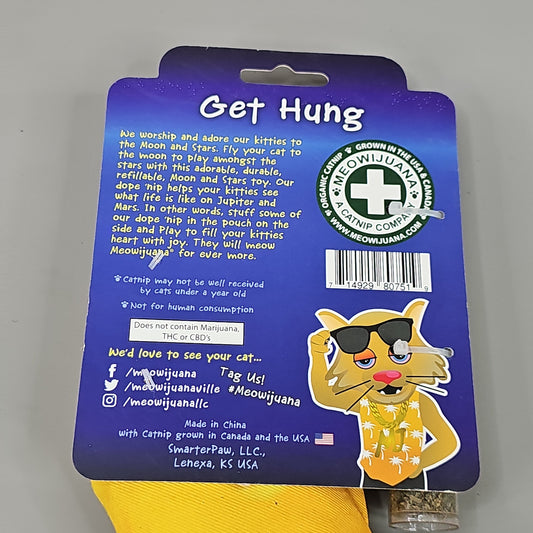 Get Hung
We worship and adore our kitties to
the Moon and Stars. Fly your cat to
the moon to play amongst the
stars with this adorable, durable,
refillable, Moon and Stars toy. Our
dope 'nip helps your kitties see
what life is like on Jupiter and
Mars. In other words, stuff some of
our dope 'nip in the pouch on the
side and Play to fill your kitties
heart with joy. They will meow
Meowijuana® for ever more.
Catnip may not be well received
by cats under a year old
Not for human consumption
Does not contain Marijuana,
THC or CBD's
We'd love to see your cat...
/meowijuana
/meowijuanaville
/meowijuanallc
Tag Us!
#Meowijuana
Made in China
with Catnip grown in Canada and the USA
SmarterPaw, LLC.,
Lenexa, KS USA
ORGANIC CATNIP
GROWN IN THE USA & CANADA
MEOWIJUANA
A CATNIP COMPANY
WWW.MEOWIJUANA.COM
7 14929 80751 9